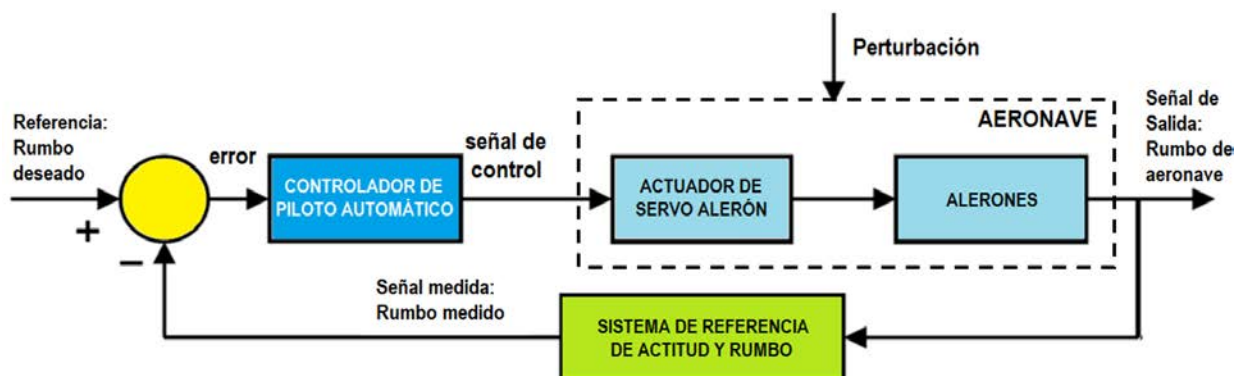 Perturbación
AERONAVE
Señal de
Salida:
Rumbo de
aeronave
Referencia:
Rumbo
deseado
+
−
error
CONTROLADOR DE
PILOTO AUTOMÁTICO
señal de
control
ACTUADOR DE
SERVO ALERÓN
ALERONES
Señal medida:
Rumbo medido
SISTEMA DE REFERENCIA
DE ACTITUD Y RUMBO